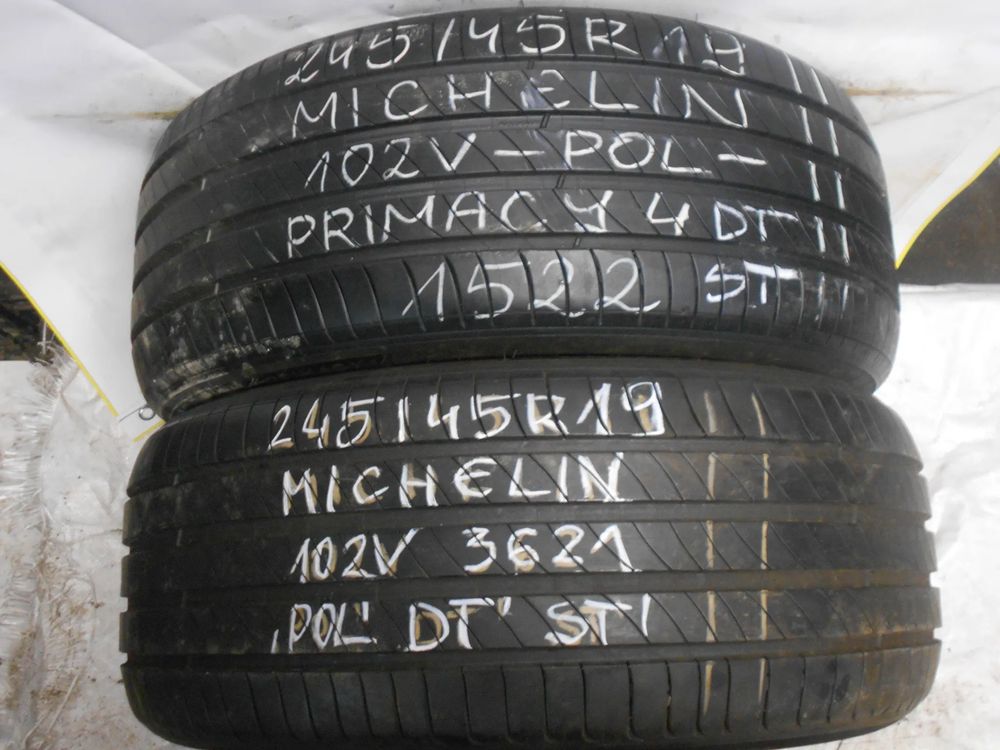 245/45R19
MICHELIN
102V - POL -
PRIMACY 4 DT
1522 ST
245/45R19
MICHELIN
102V 3621
"POL" DT" ST"